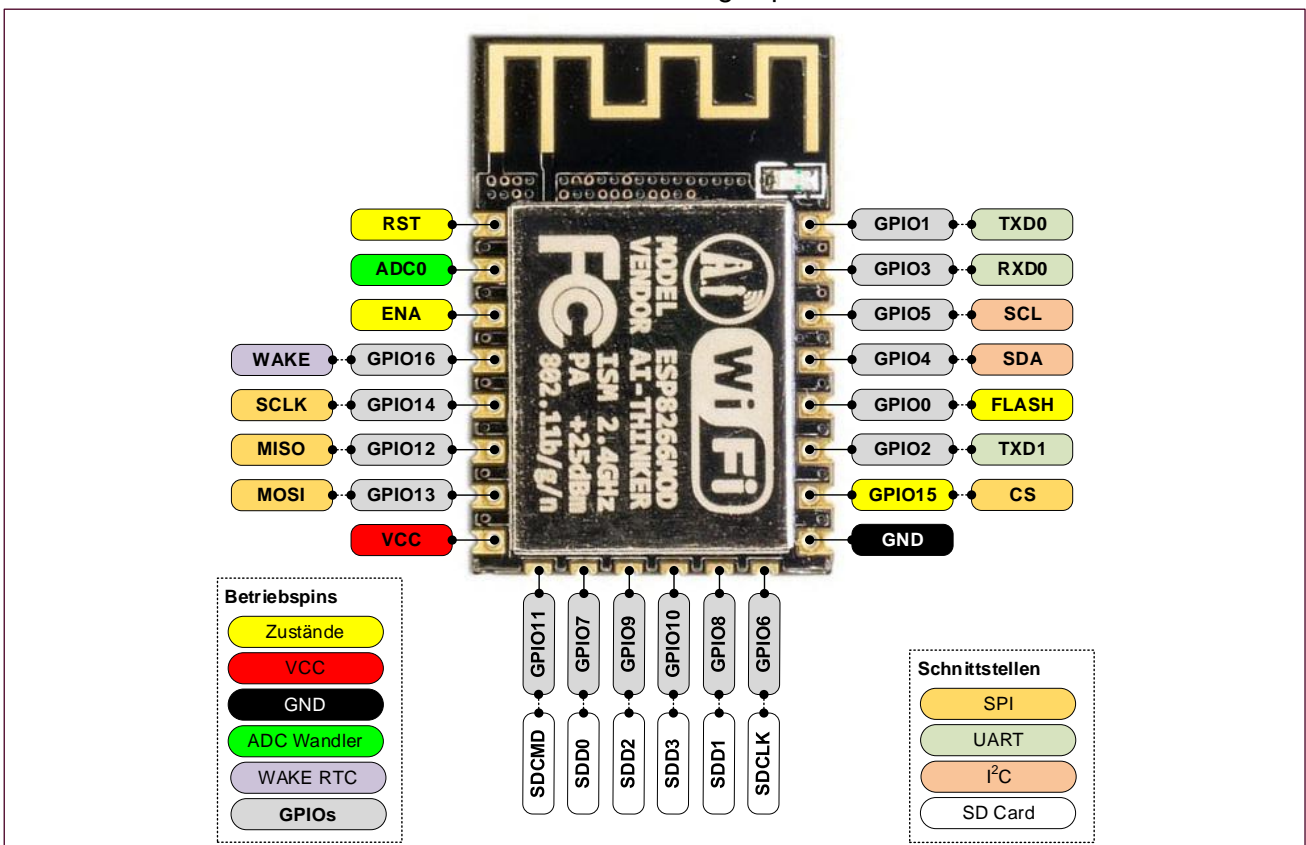 RST
ADC0
ENA
WAKE GPIO16
SCLK GPIO14
MISO GPIO12
MOSI GPIO13
VCC
Ai
WiFi
MODEL ESP8266MOD
VENDOR AI-THINKER
ISM 2.4GHz
PA +25dBm
802.11b/g/n
FC
GPIO1 TXD0
GPIO3 RXD0
GPIO5 SCL
GPIO4 SDA
GPIO0 FLASH
GPIO2 TXD1
GPIO15 CS
GND
GPIO11 SDCMD
GPIO7 SDD0
GPIO9 SDD2
GPIO10 SDD3
GPIO8 SDD1
GPIO6 SDCLK
Betriebspins
Zustände
VCC
GND
ADC Wandler
WAKE RTC
GPIOs
Schnittstellen
SPI
UART
I²C
SD Card